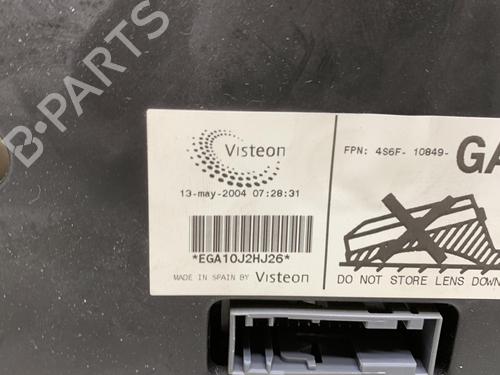 B-PARTS
Visteon
13-may-2004 07:28:31
*EGA10J2HJ26*
MADE IN SPAIN BY Visteon
FPN: 4S6F- 10849- GA
DO NOT STORE LENS DOWN